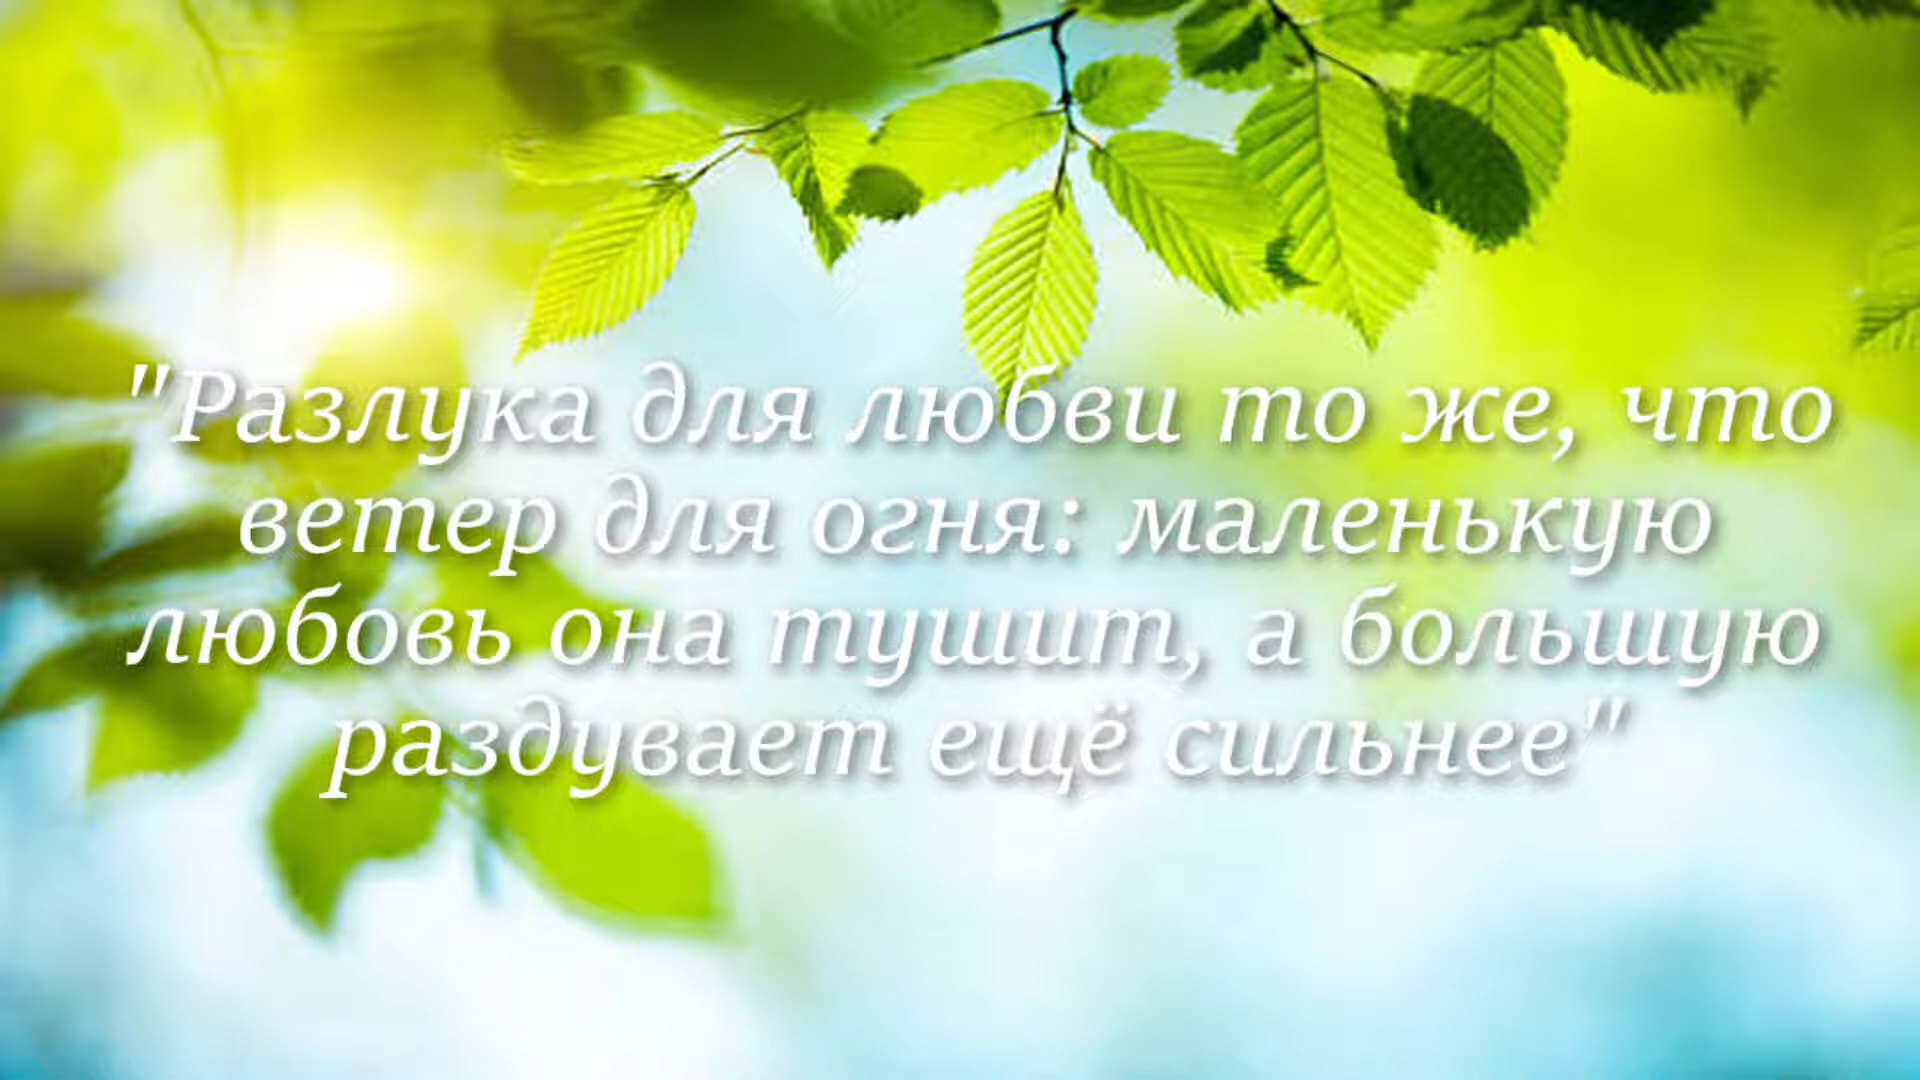 "Разлука для любви то же, что
ветер для огня: маленькую
любовь она тушит, а большую
раздувает ещё сильнее"